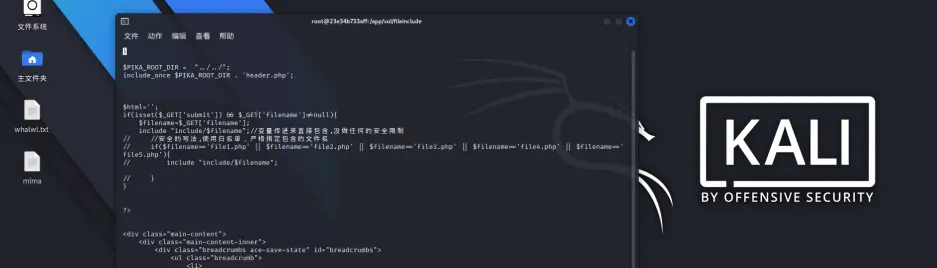 root@23e34b733aff: /app/vul/fileinclude
文件系统
文件 动作 编辑 查看 帮助
}
$PIKA_ROOT_DIR = "../../";
include_once $PIKA_ROOT_DIR . 'header.php';
主文件夹
$html='';
if(isset($_GET['submit']) && $_GET['filename']≠null){
$filename=$_GET['filename'];
include "include/$filename";//变量传进来直接包含,没做任何的安全限制
// //安全的写法,使用白名单，严格指定包含的文件名
// if($filename=='file1.php' || $filename=='file2.php' || $filename=='file3.php' || $filename=='file4.php' || $filename=='
file5.php'){
// include "include/$filename";
// }
}
whalwl.txt
mima
?>
<div class="main-content">
<div class="main-content-inner">
<div class="breadcrumbs ace-save-state" id="breadcrumbs">
<ul class="breadcrumb">
<li>
KALI
BY OFFENSIVE SECURITY